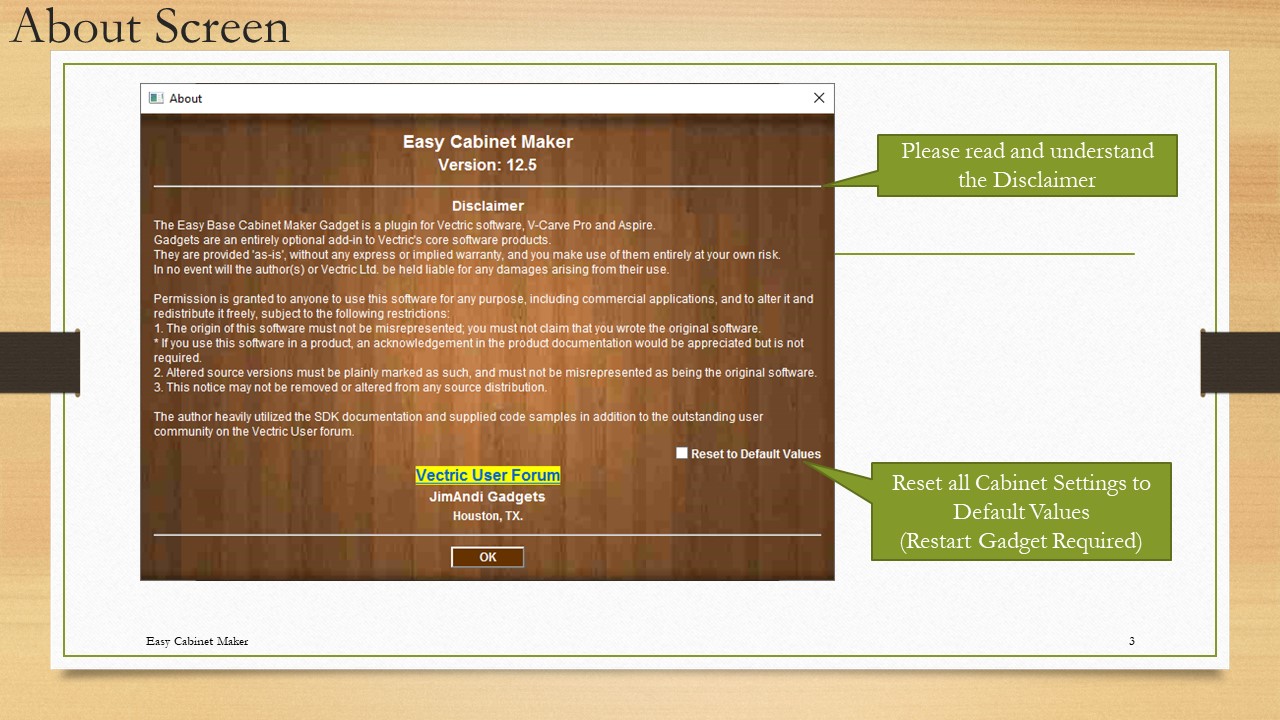 About Screen
About
Easy Cabinet Maker
Version: 12.5
Please read and understand
the Disclaimer
Disclaimer
The Easy Base Cabinet Maker Gadget is a plugin for Vectric software, V-Carve Pro and Aspire.
Gadgets are an entirely optional add-in to Vectric's core software products.
They are provided 'as-is', without any express or implied warranty, and you make use of them entirely at your own risk.
In no event will the author(s) or Vectric Ltd. be held liable for any damages arising from their use.
Permission is granted to anyone to use this software for any purpose, including commercial applications, and to alter it and
redistribute it freely, subject to the following restrictions:
1. The origin of this software must not be misrepresented; you must not claim that you wrote the original software.
* If you use this software in a product, an acknowledgement in the product documentation would be appreciated but is not
required.
2. Altered source versions must be plainly marked as such, and must not be misrepresented as being the original software.
3. This notice may not be removed or altered from any source distribution.
The author heavily utilized the SDK documentation and supplied code samples in addition to the outstanding user
community on the Vectric User forum.
Reset to Default Values
Vectric User Forum
JimAndi Gadgets
Houston, TX.
OK
Reset all Cabinet Settings to
Default Values
(Restart Gadget Required)
Easy Cabinet Maker
3